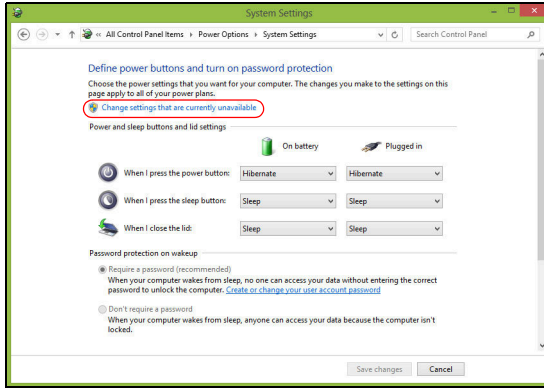 System Settings
« All Control Panel Items › Power Options › System Settings
Search Control Panel
Define power buttons and turn on password protection
Choose the power settings that you want for your computer. The changes you make to the settings on this
page apply to all of your power plans.
Change settings that are currently unavailable
Power and sleep buttons and lid settings
On battery Plugged in
When I press the power button: Hibernate Hibernate
When I press the sleep button: Sleep Sleep
When I close the lid: Sleep Sleep
Password protection on wakeup
Require a password (recommended)
When your computer wakes from sleep, no one can access your data without entering the correct
password to unlock the computer. Create or change your user account password
Don't require a password
When your computer wakes from sleep, anyone can access your data because the computer isn't
locked.
Save changes Cancel